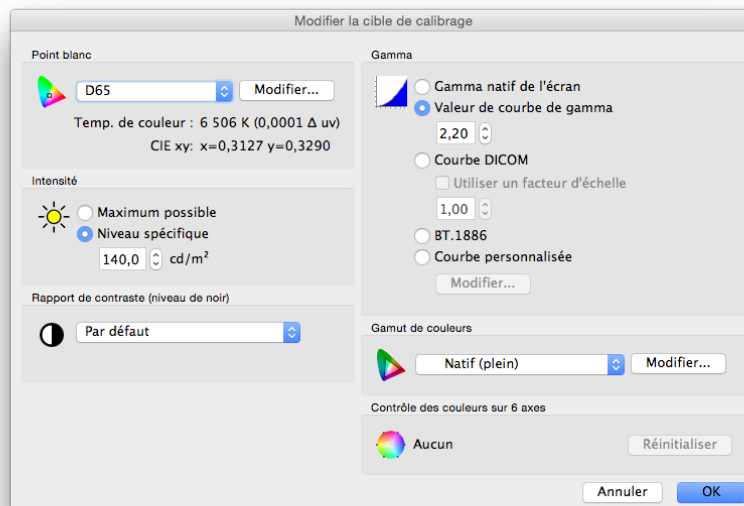 Modifier la cible de calibrage
Point blanc
D65
Modifier...
Temp. de couleur : 6 506 K (0,0001 Δ uv)
CIE xy: x=0,3127 y=0,3290
Intensité
Maximum possible
Niveau spécifique
140,0 cd/m²
Rapport de contraste (niveau de noir)
Par défaut
Gamma
Gamma natif de l'écran
Valeur de courbe de gamma
2,20
Courbe DICOM
Utiliser un facteur d'échelle
1,00
BT.1886
Courbe personnalisée
Modifier...
Gamut de couleurs
Natif (plein)
Modifier...
Contrôle des couleurs sur 6 axes
Aucun
Réinitialiser
Annuler
OK